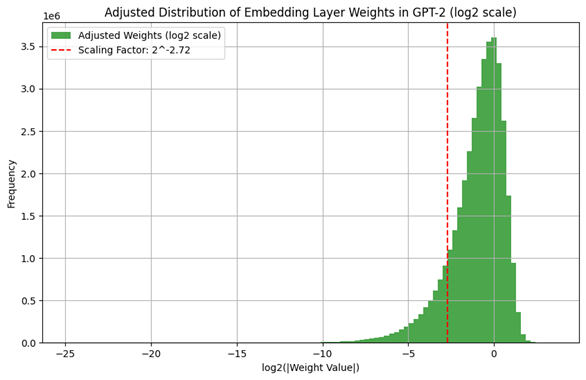 Adjusted Distribution of Embedding Layer Weights in GPT-2 (log2 scale)
1e6
Adjusted Weights (log2 scale)
Scaling Factor: 2^-2.72
3.5
3.0
2.5
2.0
1.5
1.0
0.5
0.0
Frequency
−25 −20 −15 −10 −5 0
log2(|Weight Value|)